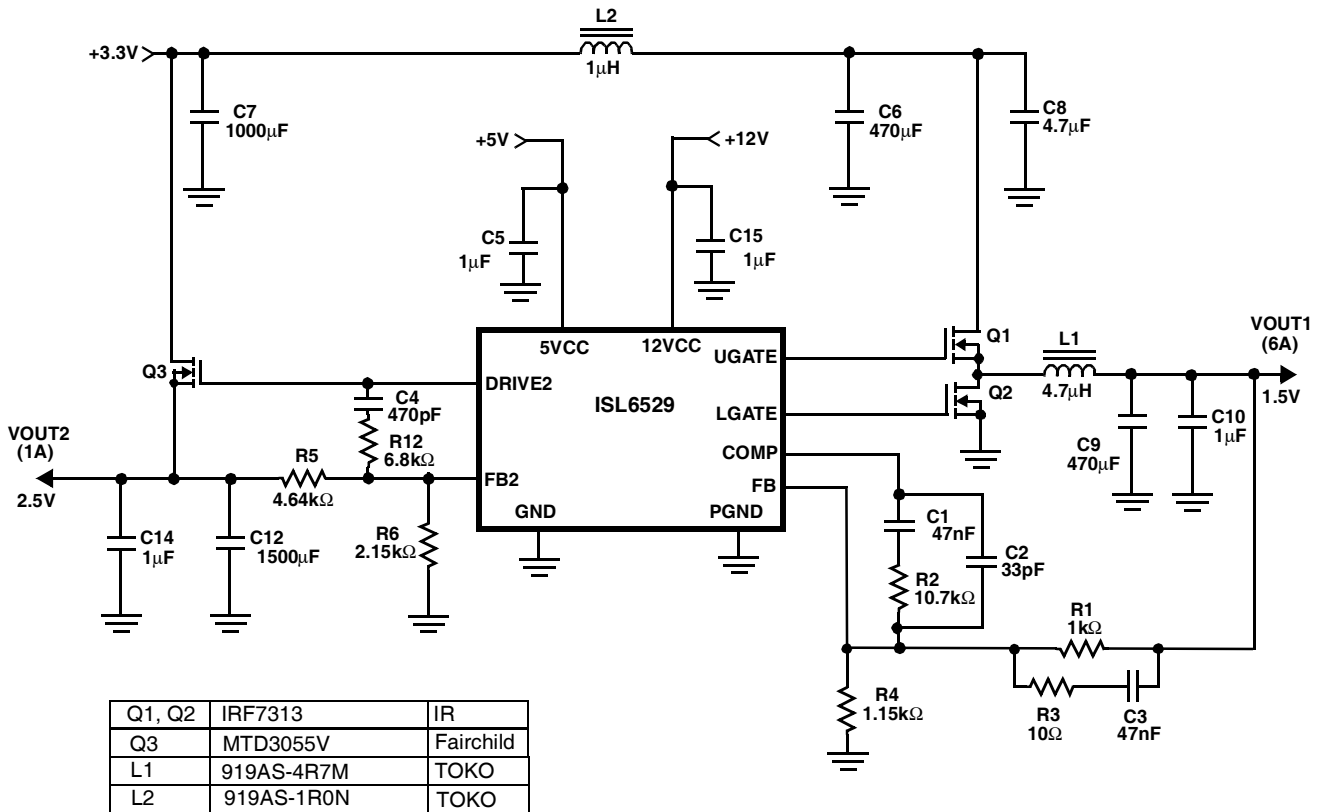 L2
+3.3V
1µH
C7
1000µF
C6
470µF
C8
4.7µF
+5V
+12V
C5
1µF
C15
1µF
5VCC
12VCC
UGATE
Q1
L1
VOUT1
(6A)
Q3
DRIVE2
ISL6529
LGATE
Q2
4.7µH
1.5V
C4
470pF
R12
6.8kΩ
VOUT2
(1A)
R5
4.64kΩ
2.5V
FB2
COMP
FB
C9
470µF
C10
1µF
GND
PGND
C14
1µF
C12
1500µF
R6
2.15kΩ
C1
47nF
C2
33pF
R2
10.7kΩ
R1
1kΩ
R4
1.15kΩ
R3
10Ω
C3
47nF
Q1, Q2 IRF7313 IR
Q3 MTD3055V Fairchild
L1 919AS-4R7M TOKO
L2 919AS-1R0N TOKO